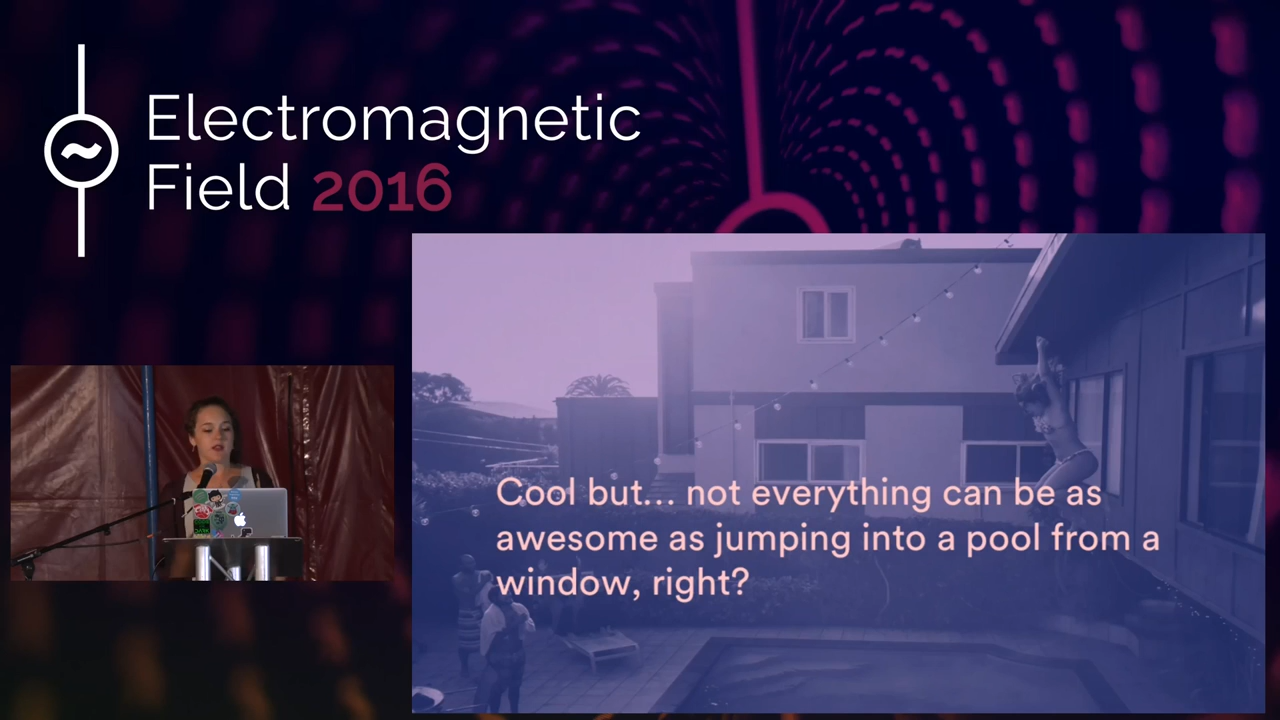 Electromagnetic
Field 2016
Cool but... not everything can be as
awesome as jumping into a pool from a
window, right?